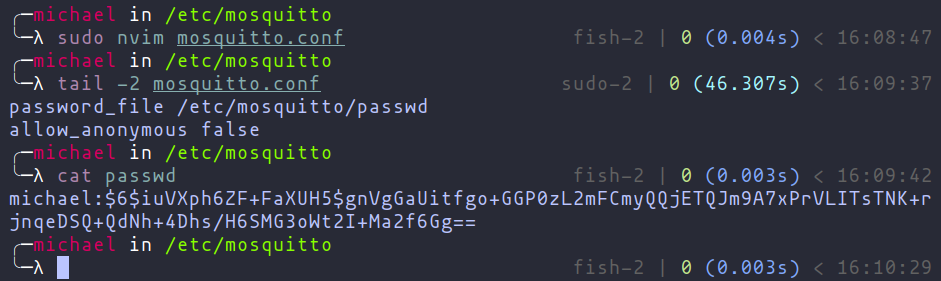 ╭─michael in /etc/mosquitto
╰─λ sudo nvim mosquitto.conf fish-2 | 0 (0.004s) < 16:08:47
╭─michael in /etc/mosquitto
╰─λ tail -2 mosquitto.conf sudo-2 | 0 (46.307s) < 16:09:37
password_file /etc/mosquitto/passwd
allow_anonymous false
╭─michael in /etc/mosquitto
╰─λ cat passwd fish-2 | 0 (0.003s) < 16:09:42
michael:$6$iuVXph6ZF+FaXUH5$gnVgGaUitfgo+GGP0zL2mFCmyQQjETQJm9A7xPrVLITsTNK+r
jnqeDSQ+QdNh+4Dhs/H6SMG3oWt2I+Ma2f6Gg==
╭─michael in /etc/mosquitto
╰─λ fish-2 | 0 (0.003s) < 16:10:29